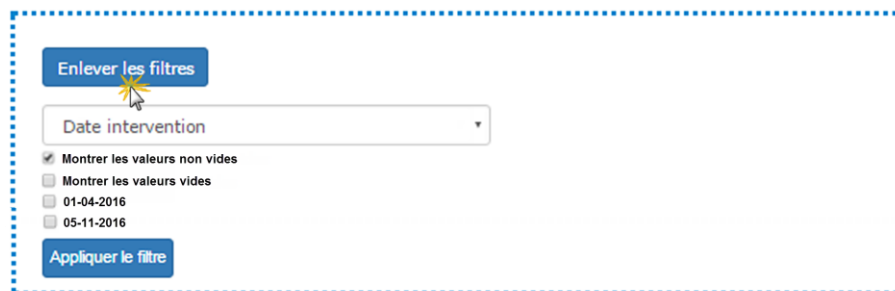 Enlever les filtres
Date intervention
Montrer les valeurs non vides
Montrer les valeurs vides
01-04-2016
05-11-2016
Appliquer le filtre